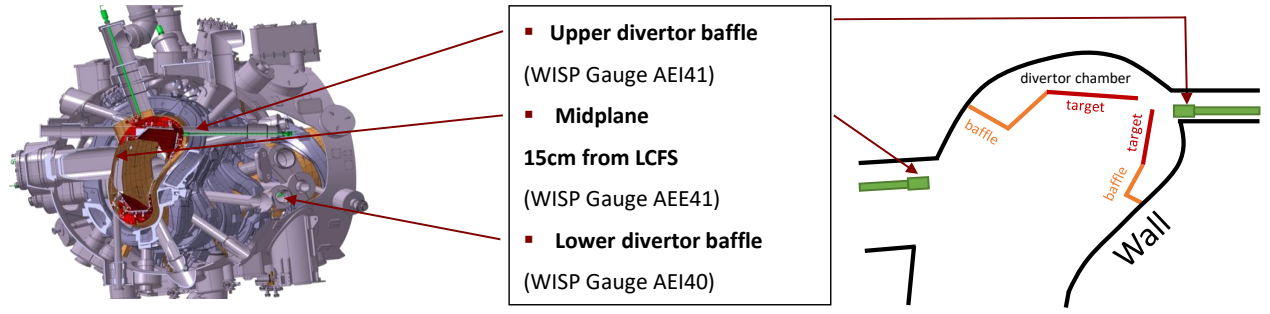 ▪ Upper divertor baffle
(WISP Gauge AEI41)
▪ Midplane
15cm from LCFS
(WISP Gauge AEE41)
▪ Lower divertor baffle
(WISP Gauge AEI40)
divertor chamber
target
baffle
target
baffle
Wall